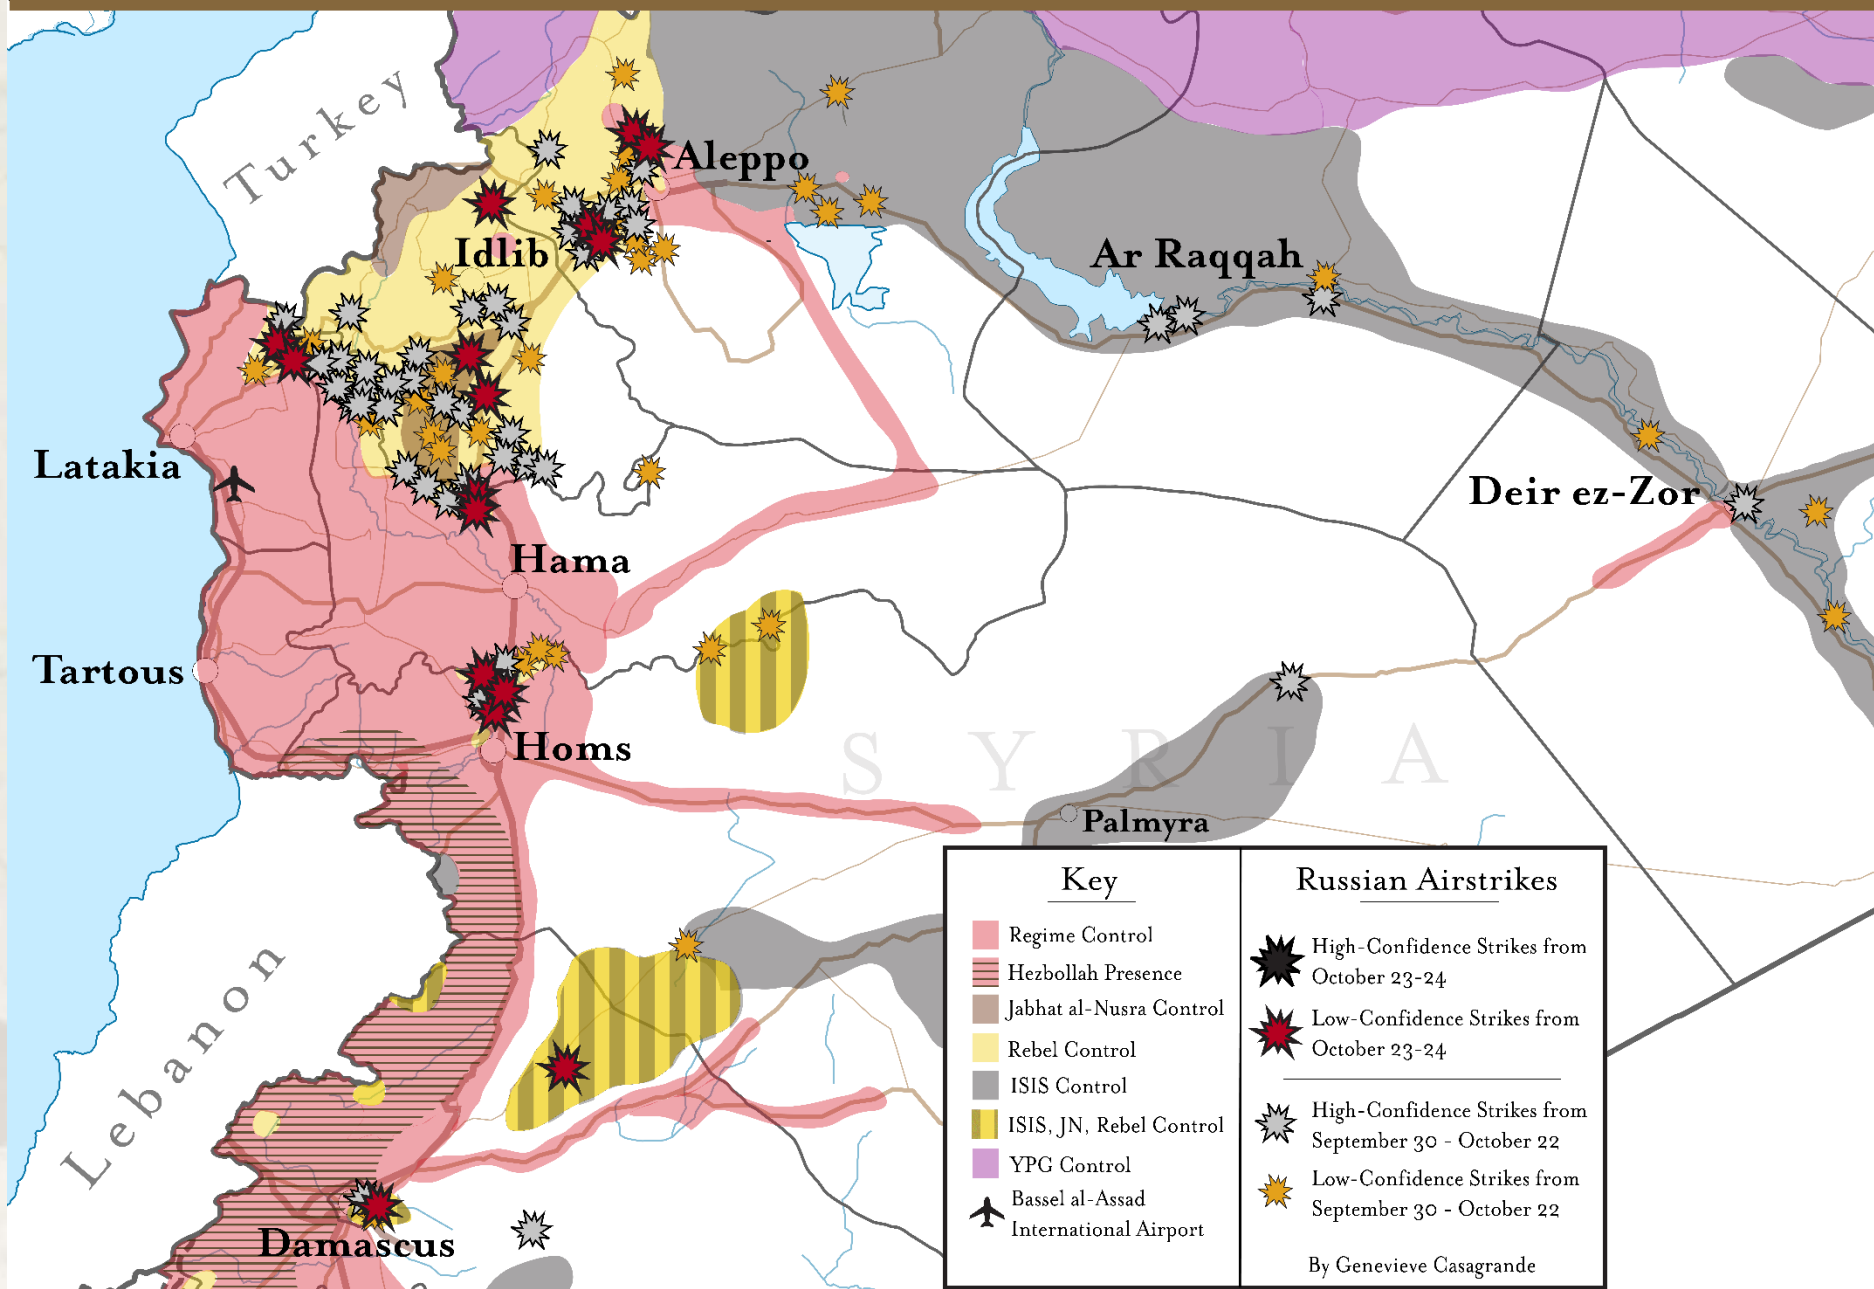 Turkey
Aleppo
Idlib
Ar Raqqah
Latakia
Deir ez-Zor
Hama
Tartous
Homs
SYRIA
Palmyra
Lebanon
Damascus
Key
Regime Control
Hezbollah Presence
Jabhat al-Nusra Control
Rebel Control
ISIS Control
ISIS, JN, Rebel Control
YPG Control
Bassel al-Assad
International Airport
Russian Airstrikes
High-Confidence Strikes from
October 23-24
Low-Confidence Strikes from
October 23-24
High-Confidence Strikes from
September 30 - October 22
Low-Confidence Strikes from
September 30 - October 22
By Genevieve Casagrande